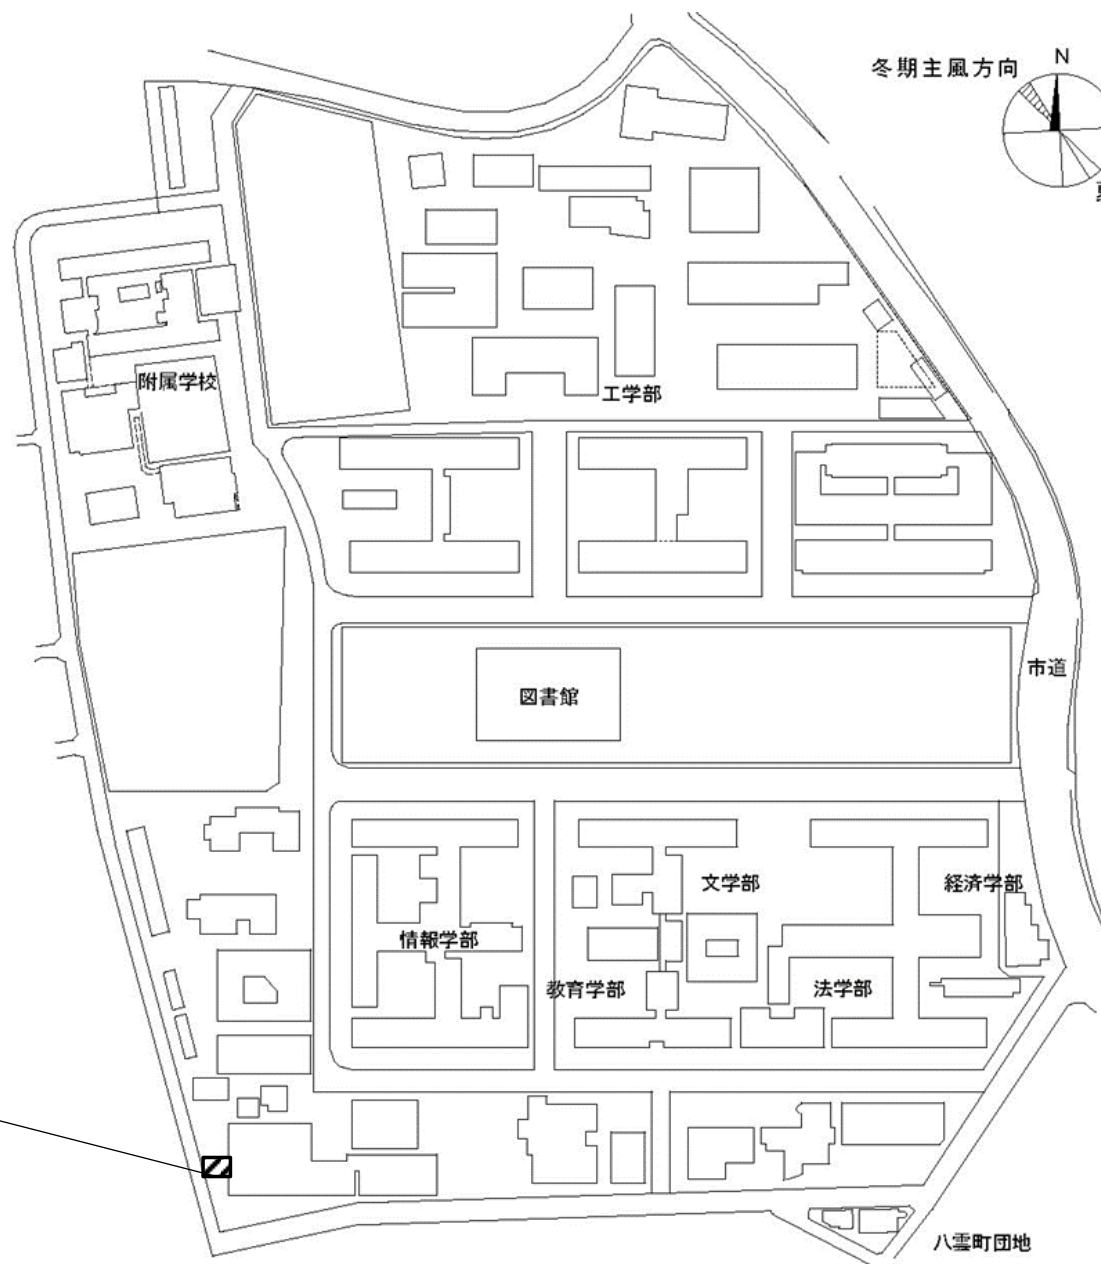 冬期主風方向
N
附属学校
工学部
図書館
市道
文学部
経済学部
情報学部
教育学部
法学部
八雲町団地